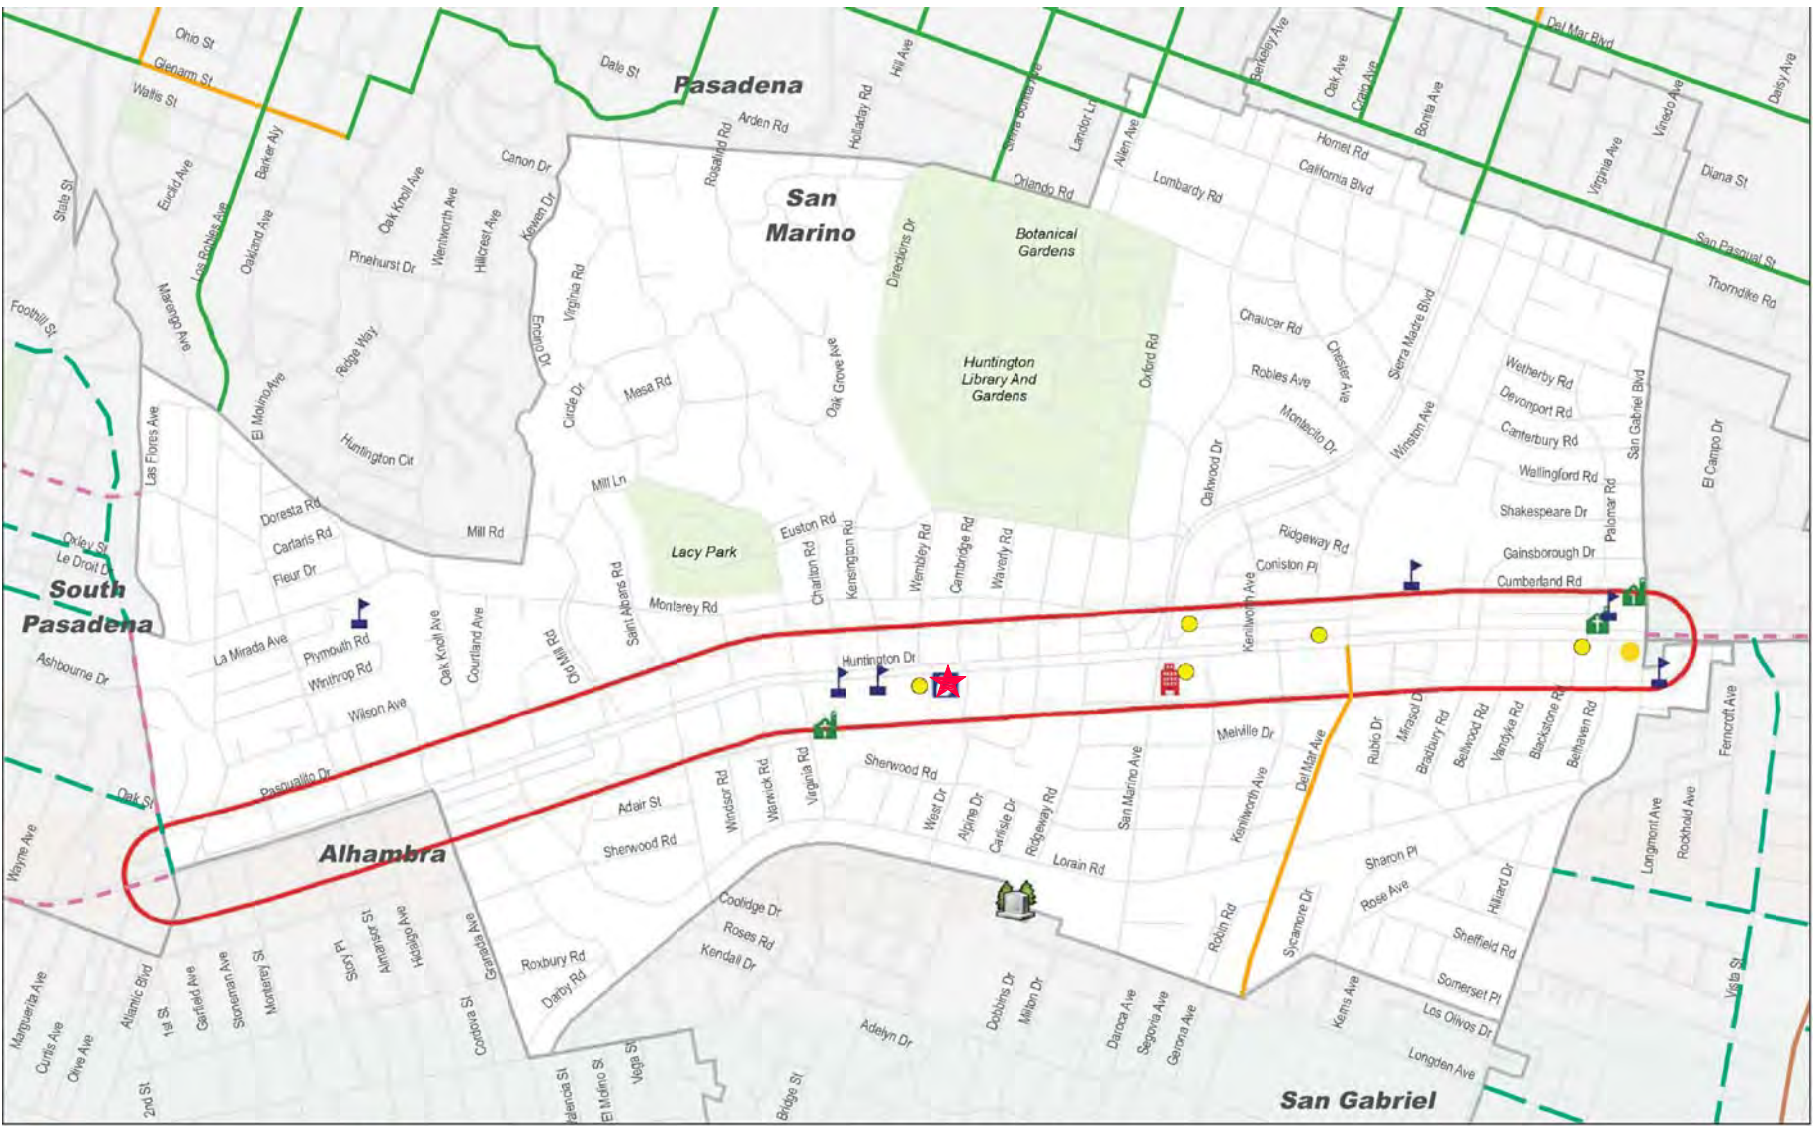 Ohio St
Glenarm St
Wallis St
Dale St
Pasadena
Arden Rd
Hill Ave
Holladay Rd
Rosalind Rd
Sierra Bonita Ave
Landor Ln
Allen Ave
Berkeley Ave
Oak Ave
Craig Ave
Bonita Ave
Del Mar Blvd
Daisy Ave
Vinedo Ave
Virginia Ave
Diana St
San Pasqual St
Thorndike Rd
Hornet Rd
California Blvd
Lombardy Rd
Orlando Rd
State St
Euclid Ave
Barker Aly
Los Robles Ave
Oakland Ave
Oak Knoll Ave
Wentworth Ave
Hillcrest Ave
Canon Dr
Kewen Dr
Pinehurst Dr
San
Marino
Directions Dr
Botanical
Gardens
Foothill St
Marengo Ave
El Molino Ave
Ridge Way
Encino Dr
Virginia Rd
Circle Dr
Mesa Rd
Oak Grove Ave
Huntington
Library And
Gardens
Oxford Rd
Chaucer Rd
Robles Ave
Chester Ave
Montecito Dr
Sierra Madre Blvd
Winston Ave
Oakwood Dr
Wetherby Rd
Devonport Rd
Canterbury Rd
Wallingford Rd
Shakespeare Dr
Gainsborough Dr
Cumberland Rd
Palomar Rd
San Gabriel Blvd
El Campo Dr
Las Flores Ave
Huntington Cir
Mill Ln
Mill Rd
Doresta Rd
Carlaris Rd
Fleur Dr
Oxley St
Le Droit D
South
Pasadena
Ashbourne Dr
La Mirada Ave
Plymouth Rd
Winthrop Rd
Wilson Ave
Oak Knoll Ave
Courtland Ave
Old Mill Rd
Saint Albans Rd
Lacy Park
Monterey Rd
Euston Rd
Charlton Rd
Kensington Rd
Wembley Rd
Cambridge Rd
Waverly Rd
Ridgeway Rd
Coniston Pl
Kenilworth Ave
Huntington Dr
Pasqualito Dr
Oak St
Wayne Ave
Alhambra
Adair St
Sherwood Rd
Windsor Rd
Warwick Rd
Virginia Rd
Sherwood Rd
West Dr
Alpine Dr
Carlisle Dr
Ridgeway Rd
San Marino Ave
Lorain Rd
Melville Dr
Kenilworth Ave
Del Mar Ave
Rubio Dr
Mirasol D
Bradbury Rd
Bellwood Rd
Vandyke Rd
Blackstone Rd
Belhaven Rd
Ferncroft Ave
Longmont Ave
Rockhold Ave
Sharon Pl
Rose Ave
Hilliard Dr
Sycamore Dr
Robin Rd
Sheffield Rd
Somerset Pl
Los Olivos Dr
Longden Ave
Vista St
Kerns Ave
Coolidge Dr
Roses Rd
Kendall Dr
Roxbury Rd
Darby Rd
Granada Ave
Hidalgo Ave
Almansor St
Story Pl
Monterey St
Stoneman Ave
Garfield Ave
1st St
Atlantic Blvd
Marguerita Ave
Curtis Ave
Olive Ave
2nd St
Cordova St
El Molino St
Vega St
Bridge St
Adelyn Dr
Dobbins Dr
Milton Dr
Daroca Ave
Segovia Ave
Gerona Ave
San Gabriel